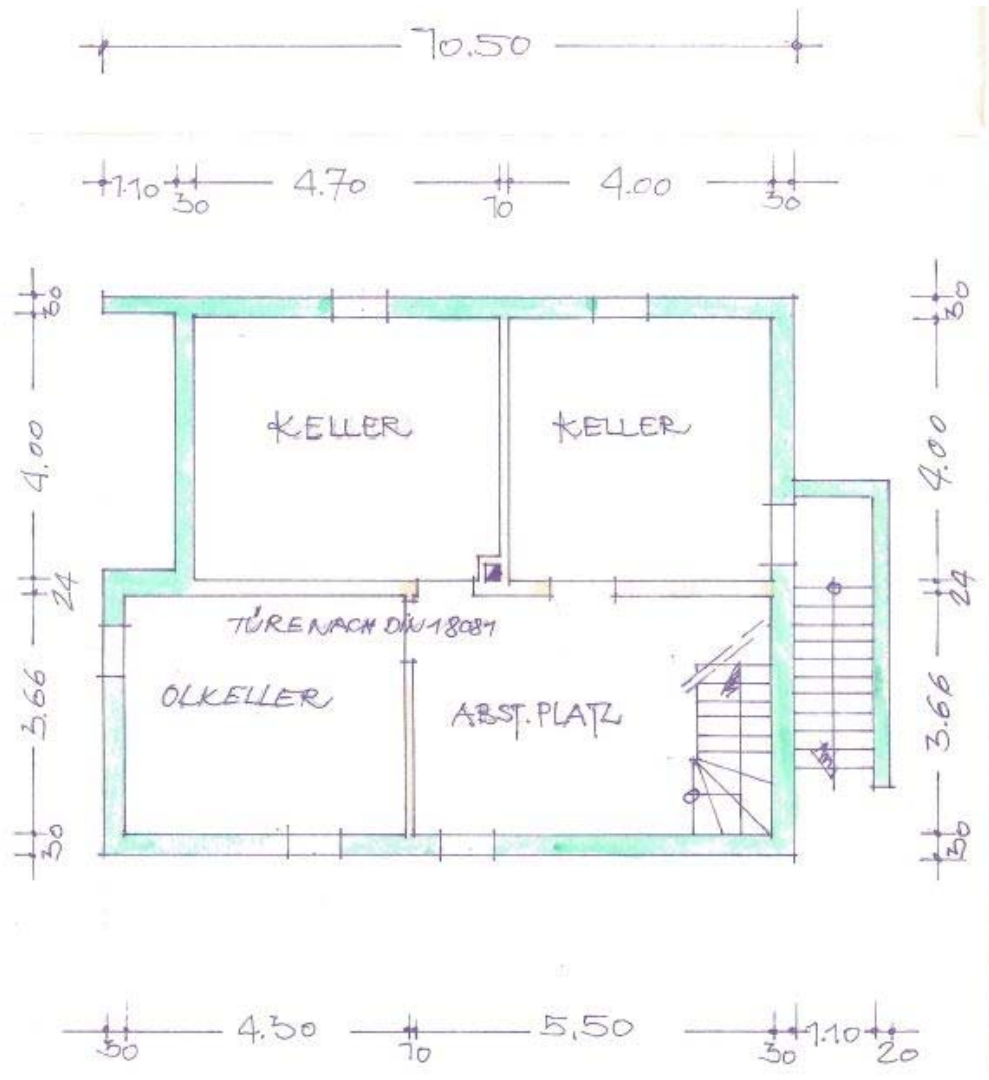 10.50
1.10 30 4.70 10 4.00 30
30 30
KELLER KELLER
4.00 4.00
24 24
TÜRE NACH DIN 18081
ÖLKELLER ABST. PLATZ
3.66 3.66
30 30
30 4.30 10 5.50 30 1.10 20